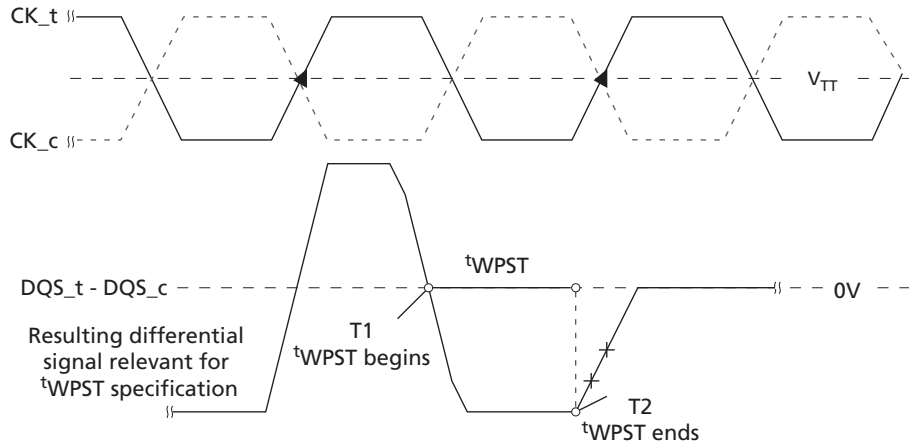 CK_t
V_TT
CK_c
tWPST
DQS_t - DQS_c
0V
Resulting differential
signal relevant for
tWPST specification
T1
tWPST begins
T2
tWPST ends